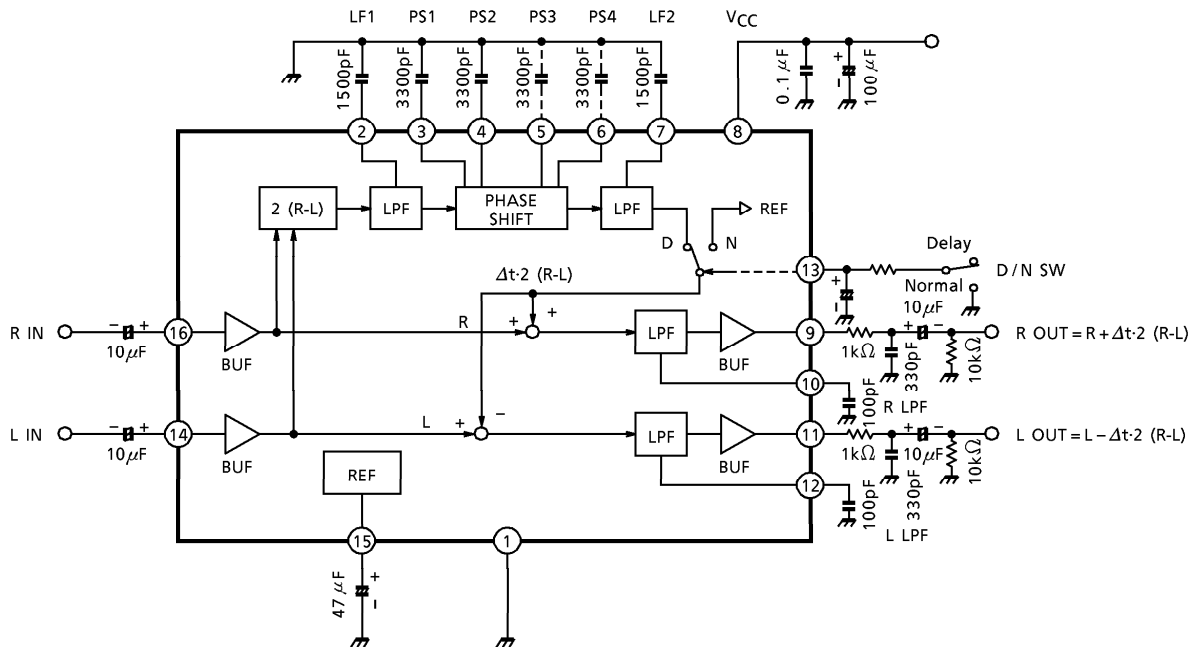 LF1 PS1 PS2 PS3 PS4 LF2 VCC
1500pF 3300pF 3300pF 3300pF 3300pF 1500pF 0.1μF + - 100μF
2 3 4 5 6 7 8
2 (R-L) LPF PHASE SHIFT LPF REF
D N
Delay
13 D/N SW
Δt·2 (R-L) + - Normal
R IN - + 16 R + + LPF 9 10μF + - R OUT=R+Δt·2 (R-L)
10μF BUF BUF 1kΩ 330pF 10kΩ
10 100pF R LPF
L IN - + 14 L + - LPF 11 + - L OUT=L-Δt·2 (R-L)
10μF BUF BUF 1kΩ 10μF 330pF 10kΩ
REF 12 100pF L LPF
15 1
47μF + -